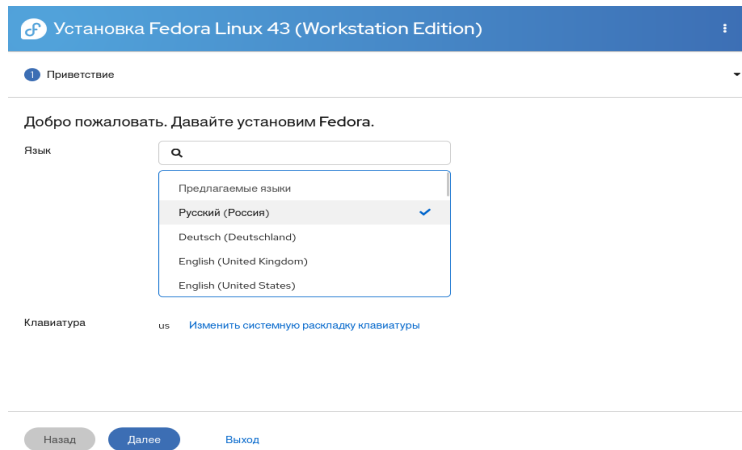 Установка Fedora Linux 43 (Workstation Edition)
1 Приветствие
Добро пожаловать. Давайте установим Fedora.
Язык
Предлагаемые языки
Русский (Россия)
Deutsch (Deutschland)
English (United Kingdom)
English (United States)
Клавиатура us Изменить системную раскладку клавиатуры
Назад Далее Выход